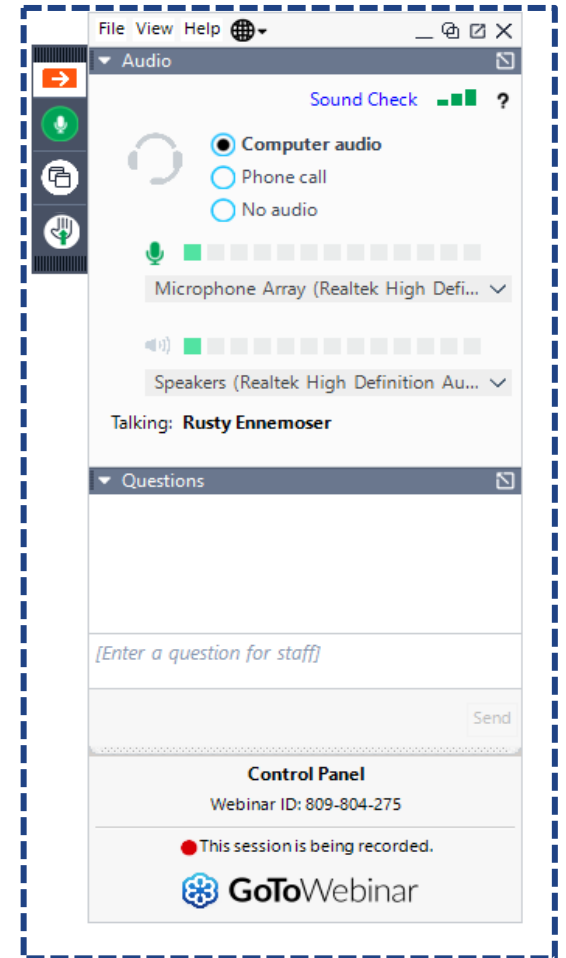 File View Help
Audio
Sound Check ?
Computer audio
Phone call
No audio
Microphone Array (Realtek High Defi...
Speakers (Realtek High Definition Au...
Talking: Rusty Ennemoser
Questions
[Enter a question for staff]
Send
Control Panel
Webinar ID: 809-804-275
This session is being recorded.
GoToWebinar